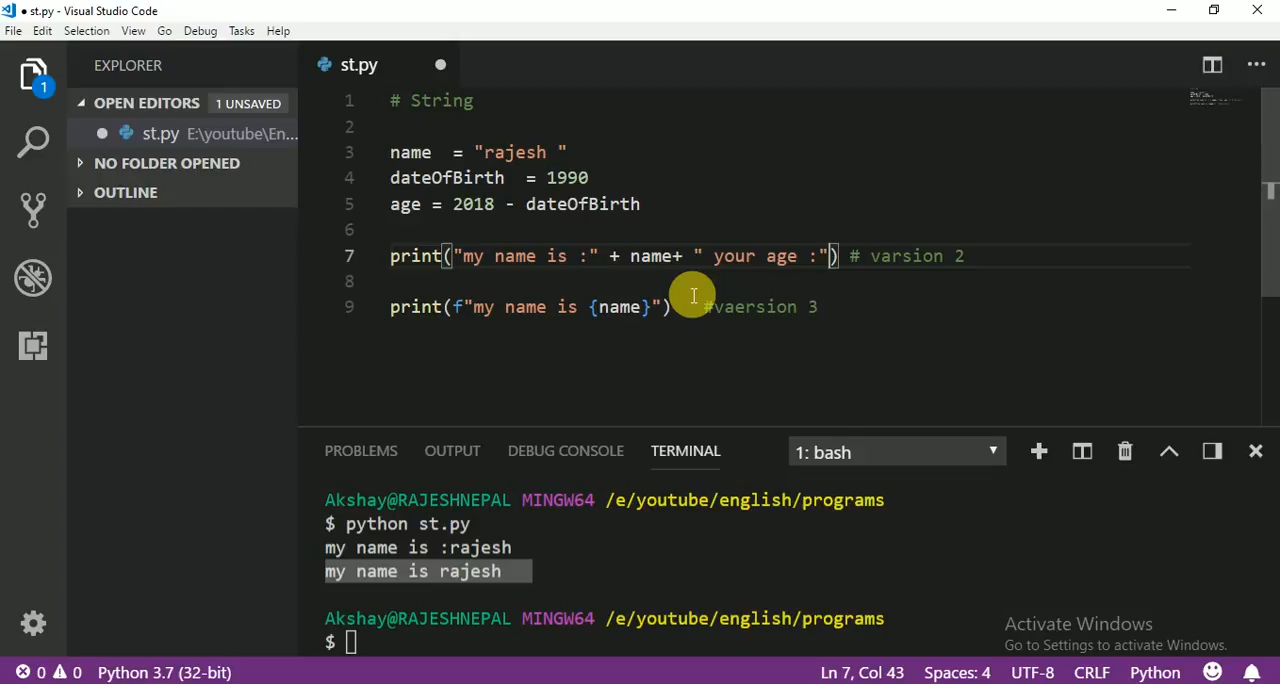 st.py - Visual Studio Code
File Edit Selection View Go Debug Tasks Help
EXPLORER
OPEN EDITORS 1 UNSAVED
st.py E:\youtube\En...
NO FOLDER OPENED
OUTLINE
1
st.py
1 # String
2
3 name = "rajesh "
4 dateOfBirth = 1990
5 age = 2018 - dateOfBirth
6
7 print("my name is :" + name+ " your age :") # varsion 2
8
9 print(f"my name is {name}") #vaersion 3
PROBLEMS OUTPUT DEBUG CONSOLE TERMINAL 1: bash
Akshay@RAJESHNEPAL MINGW64 /e/youtube/english/programs
$ python st.py
my name is :rajesh
my name is rajesh
Akshay@RAJESHNEPAL MINGW64 /e/youtube/english/programs
$
Activate Windows
Go to Settings to activate Windows.
0 0 Python 3.7 (32-bit) Ln 7, Col 43 Spaces: 4 UTF-8 CRLF Python